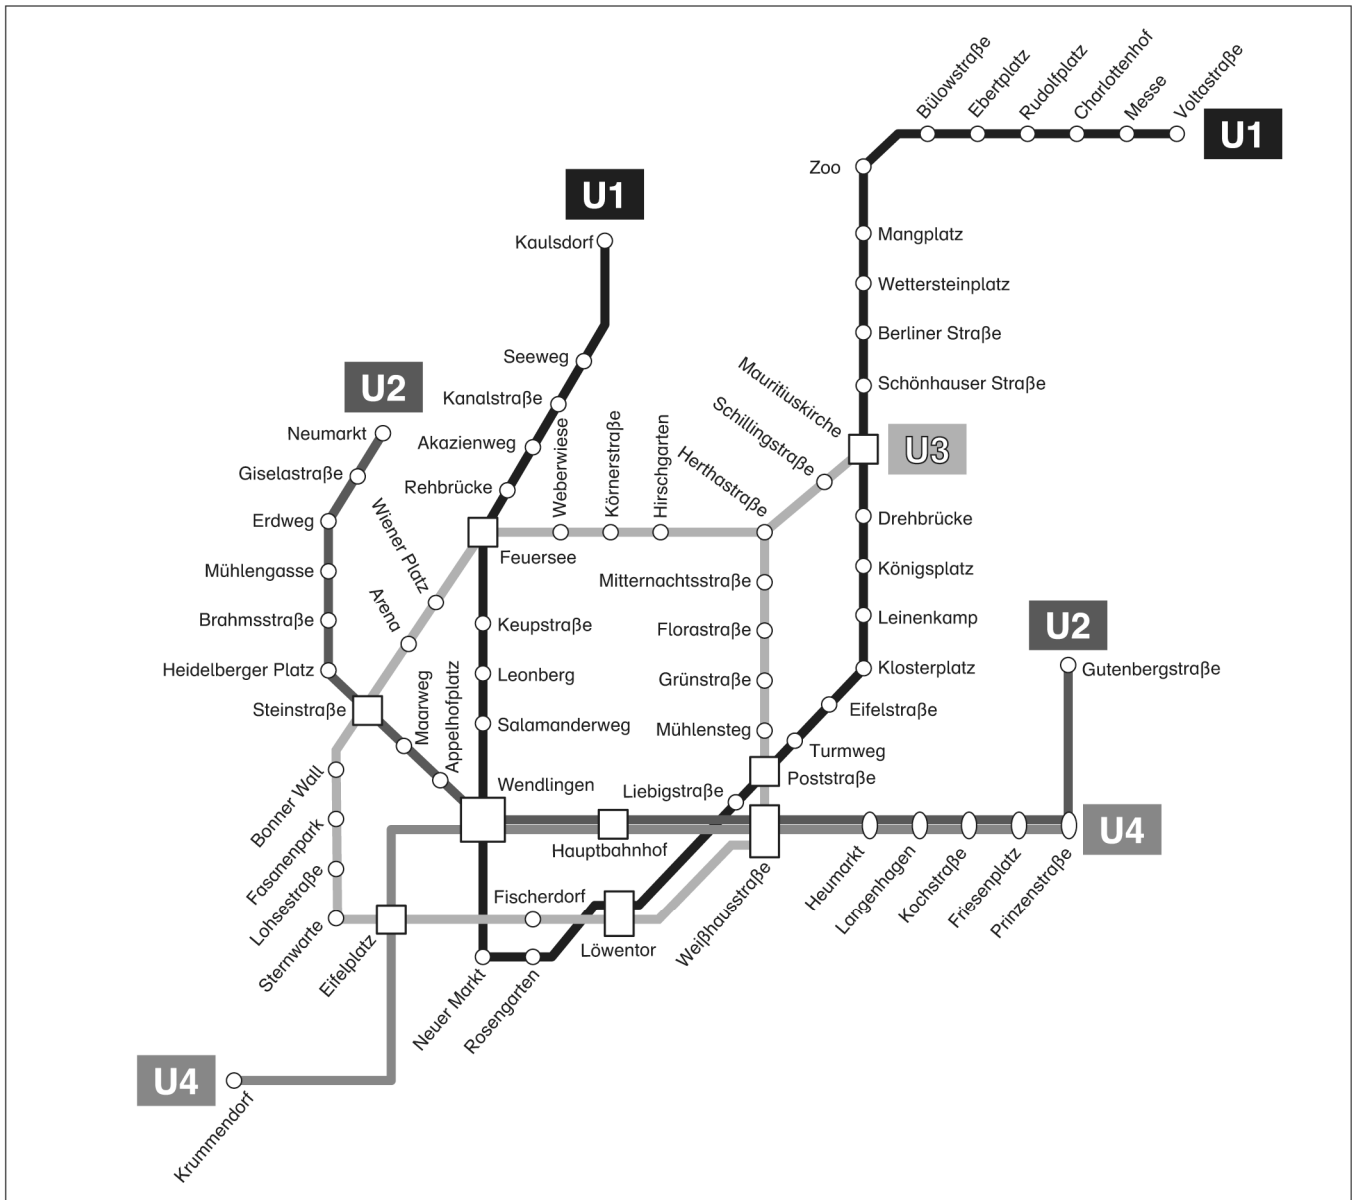 Bülowstraße
Ebertplatz
Rudolfplatz
Charlottenhof
Messe
Voltastraße
U1
Zoo
U1
Mangplatz
Kaulsdorf
Wettersteinplatz
Berliner Straße
Seeweg
Schönhauser Straße
U2
Kanalstraße
Mauritiuskirche
Neumarkt
Akazienweg
Weberwiese
Körnerstraße
Hirschgarten
Schillingstraße
U3
Giselastraße
Rehbrücke
Herthastraße
Erdweg
Wiener Platz
Drehbrücke
Feuersee
Mühlengasse
Mitternachtsstraße
Königsplatz
Arena
Brahmsstraße
Keupstraße
Florastraße
Leinenkamp
U2
Heidelberger Platz
Leonberg
Grünstraße
Klosterplatz
Gutenbergstraße
Steinstraße
Maarweg
Appelhofplatz
Salamanderweg
Mühlensteg
Eifelstraße
Turmweg
Wendlingen
Liebigstraße
Poststraße
Bonner Wall
Hauptbahnhof
U4
Fasanenpark
Heumarkt
Langenhagen
Kochstraße
Friesenplatz
Prinzenstraße
Lohsestraße
Fischerdorf
Weißhausstraße
Sternwarte
Eifelplatz
Löwentor
Neuer Markt
Rosengarten
U4
Krummendorf